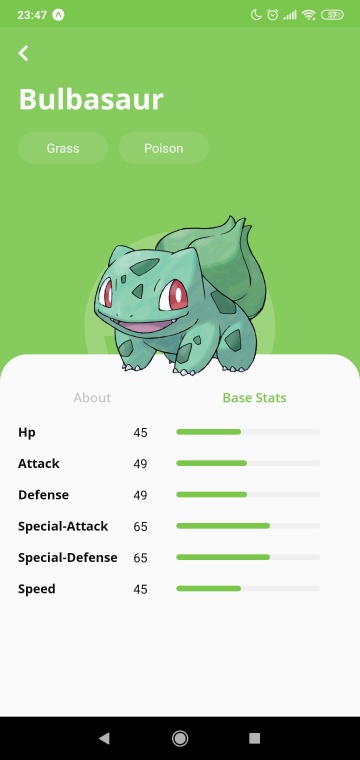 23:47
57
Bulbasaur
Grass Poison
About Base Stats
Hp 45
Attack 49
Defense 49
Special-Attack 65
Special-Defense 65
Speed 45